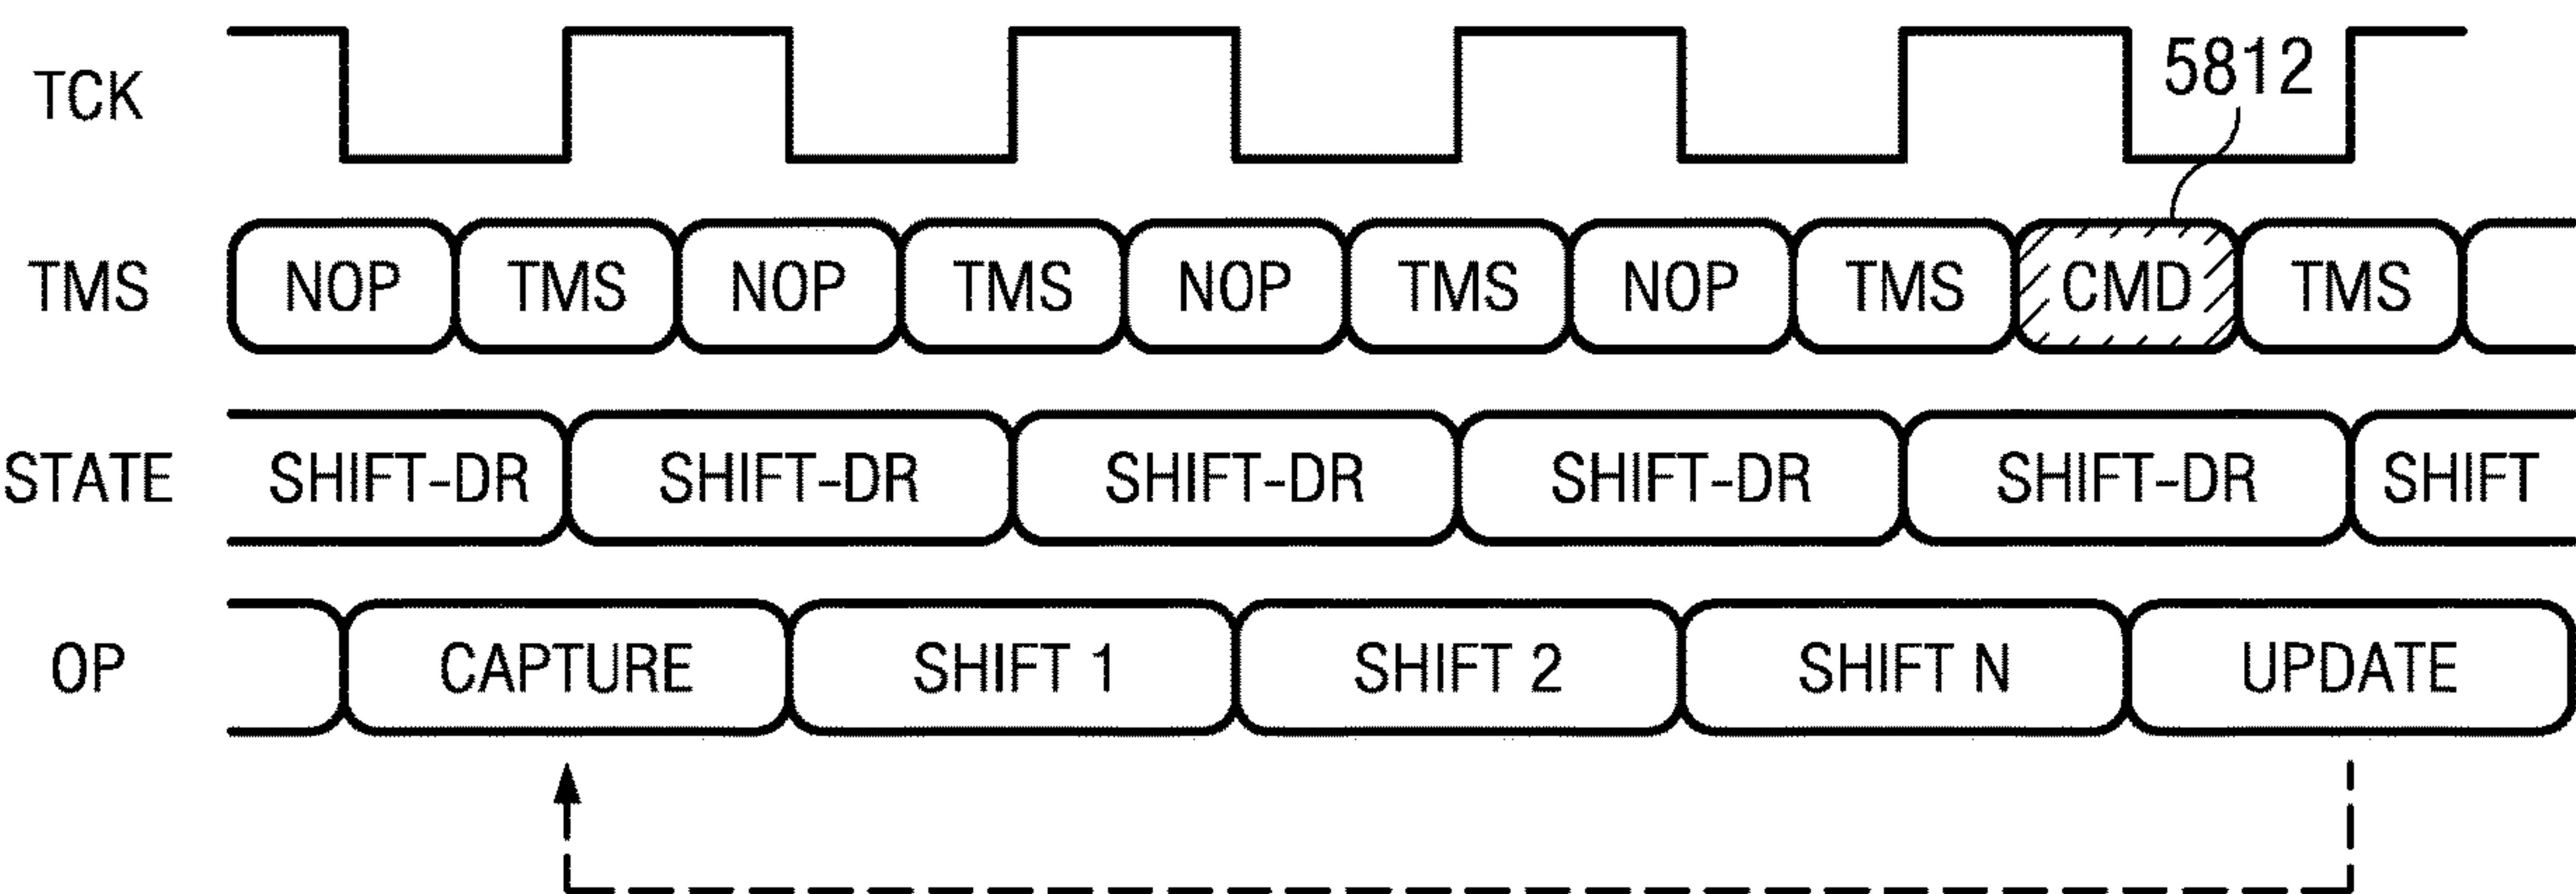 TCK 5812
TMS NOP TMS NOP TMS NOP TMS NOP TMS CMD TMS
STATE SHIFT-DR SHIFT-DR SHIFT-DR SHIFT-DR SHIFT-DR SHIFT
OP CAPTURE SHIFT 1 SHIFT 2 SHIFT N UPDATE